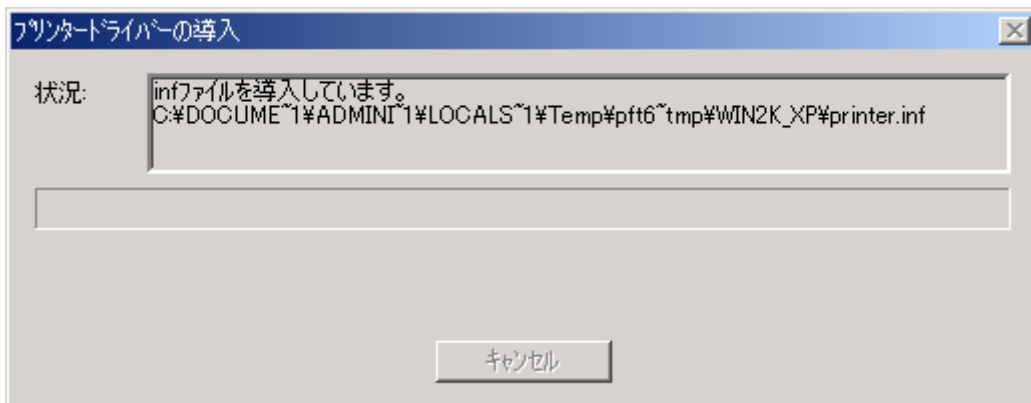 プリンタードライバーの導入
状況:
infファイルを導入しています。
C:¥DOCUME~1¥ADMINI~1¥LOCALS~1¥Temp¥pft6~tmp¥WIN2K_XP¥printer.inf
キャンセル